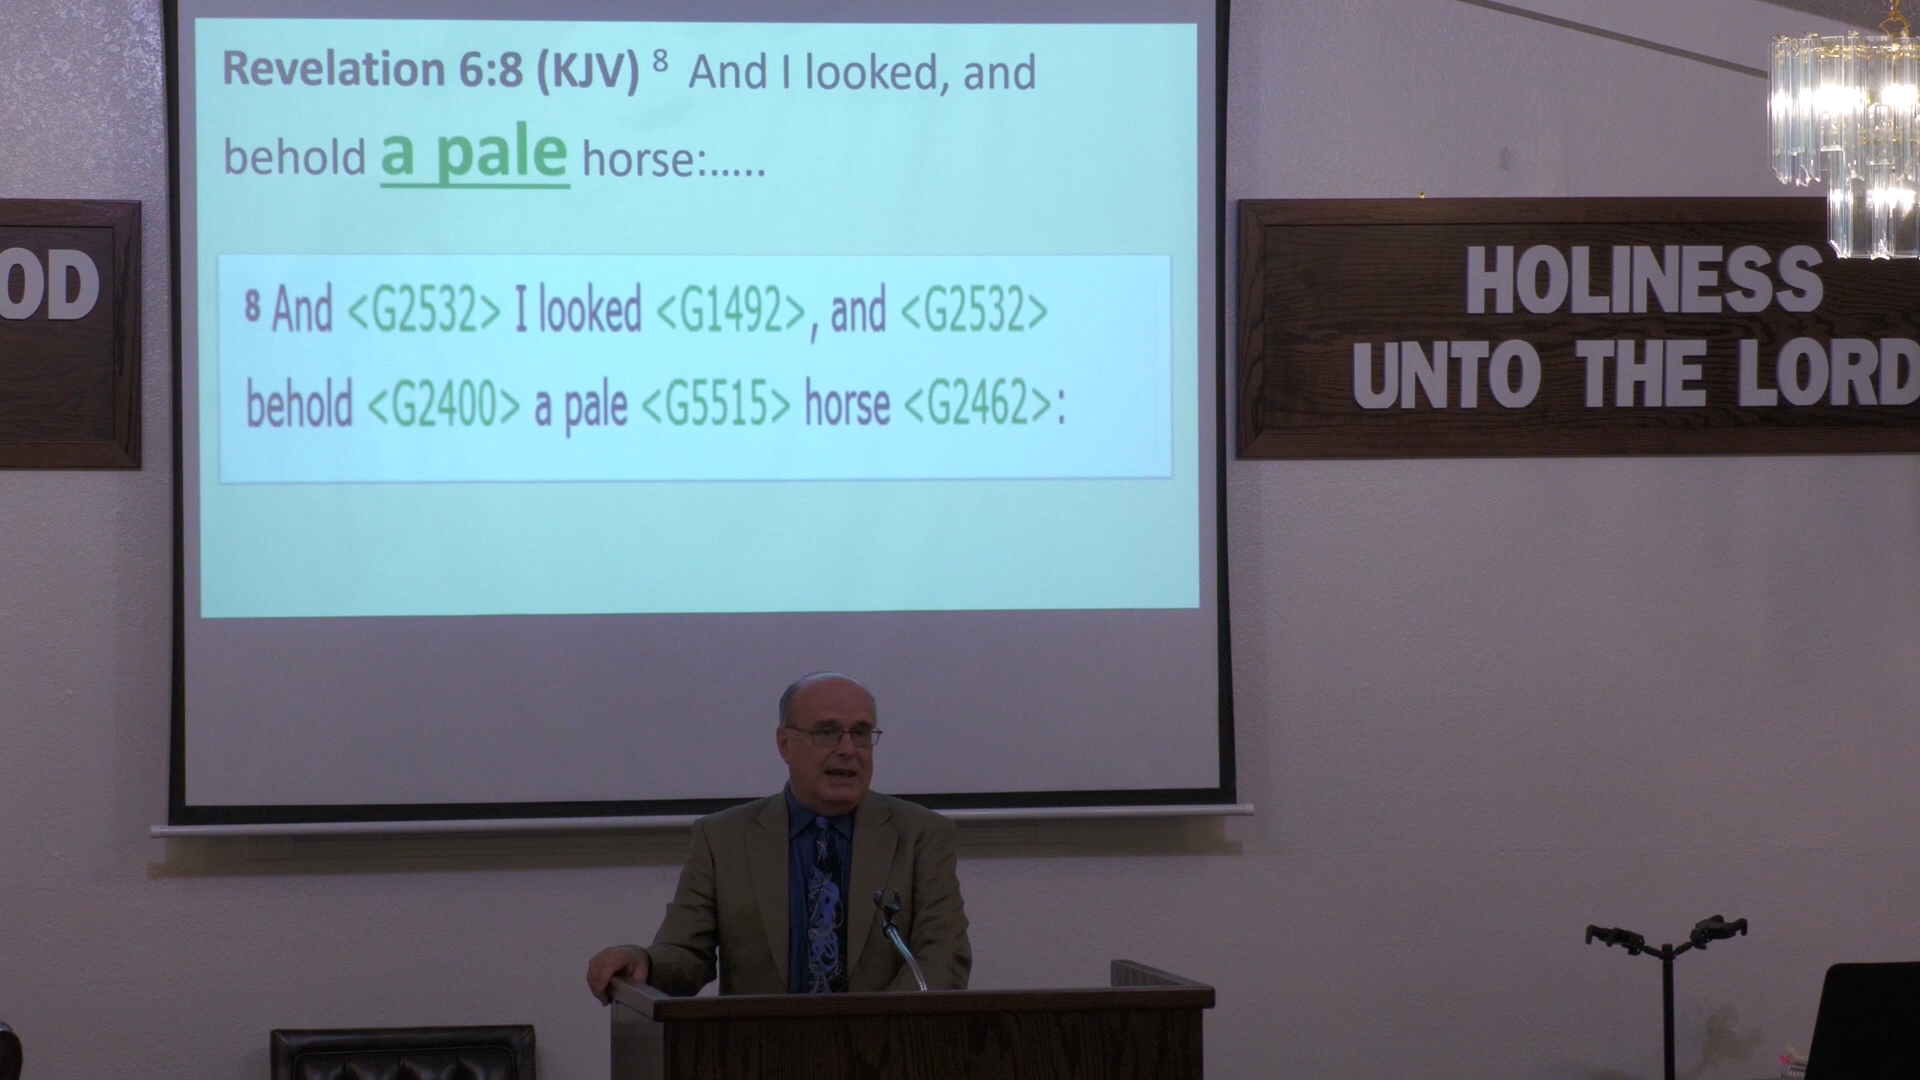 Revelation 6:8 (KJV) 8 And I looked, and
behold a pale horse:.....
8 And <G2532> I looked <G1492>, and <G2532>
behold <G2400> a pale <G5515> horse <G2462>:
OD
HOLINESS
UNTO THE LORD